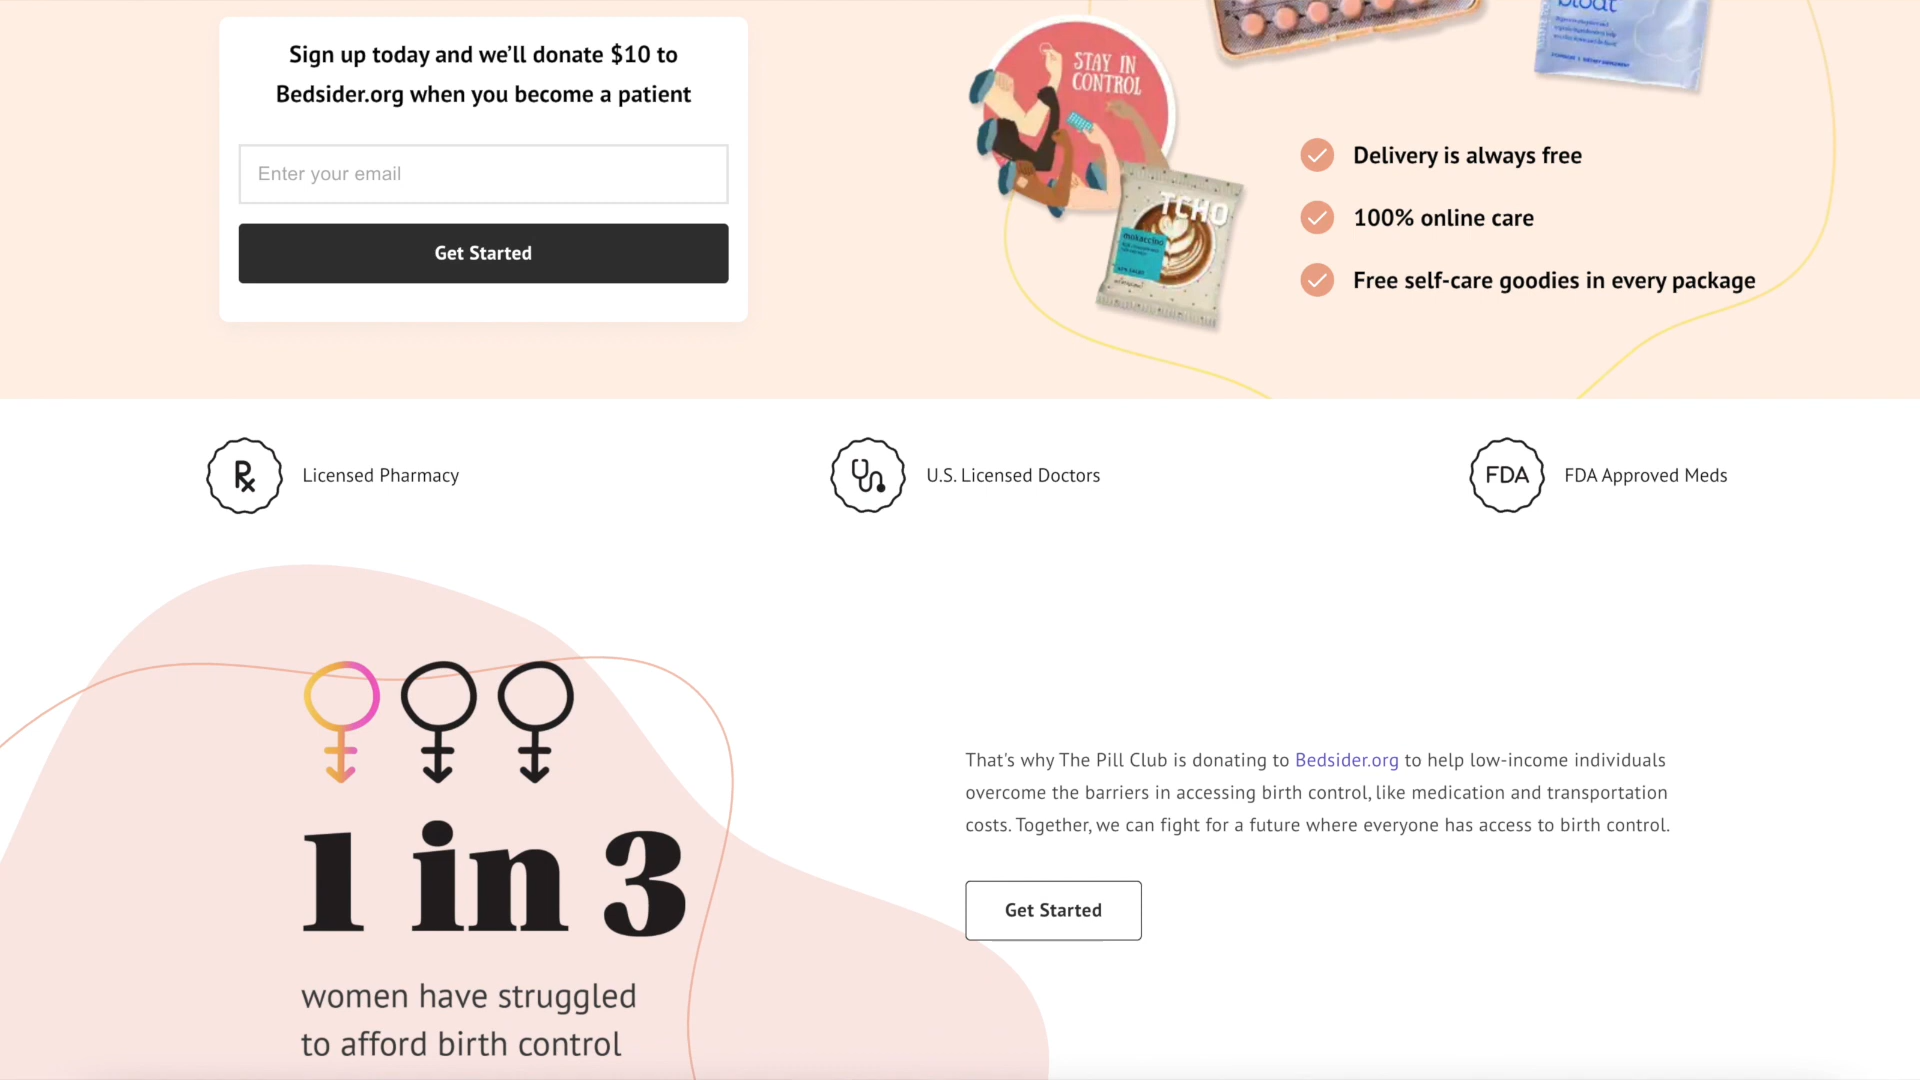 Sign up today and we’ll donate $10 to
Bedsider.org when you become a patient
Enter your email
Get Started
bloat
STAY IN
CONTROL
TCHO
mokaccino
Delivery is always free
100% online care
Free self-care goodies in every package
Licensed Pharmacy
U.S. Licensed Doctors
FDA
FDA Approved Meds
1 in 3
women have struggled
to afford birth control
That's why The Pill Club is donating to Bedsider.org to help low-income individuals
overcome the barriers in accessing birth control, like medication and transportation
costs. Together, we can fight for a future where everyone has access to birth control.
Get Started